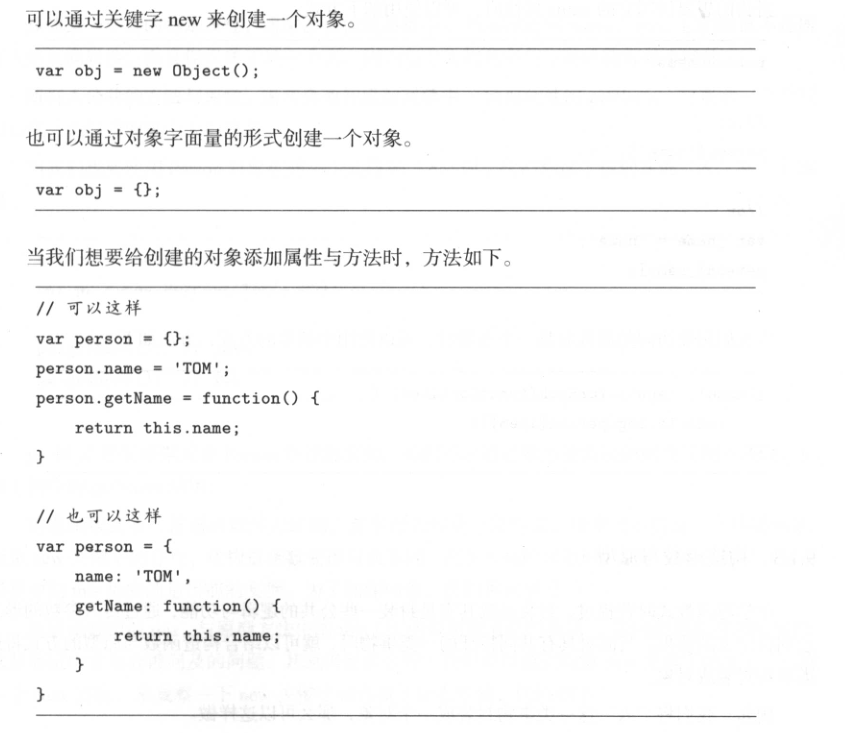 可以通过关键字 new 来创建一个对象。
var obj = new Object();
也可以通过对象字面量的形式创建一个对象。
var obj = {};
当我们想要给创建的对象添加属性与方法时，方法如下。
// 可以这样
var person = {};
person.name = 'TOM';
person.getName = function() {
    return this.name;
}
// 也可以这样
var person = {
    name: 'TOM',
    getName: function() {
        return this.name;
    }
}